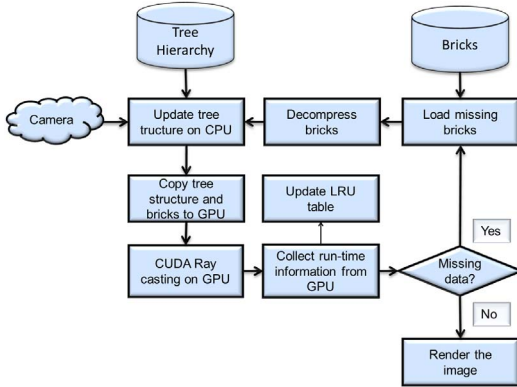 Tree
Hierarchy
Bricks
Camera
Update tree
tructure on CPU
Decompress
bricks
Load missing
bricks
Copy tree
structure and
bricks to GPU
Update LRU
table
Yes
CUDA Ray
casting on GPU
Collect run-time
information from
GPU
Missing
data?
No
Render the
image